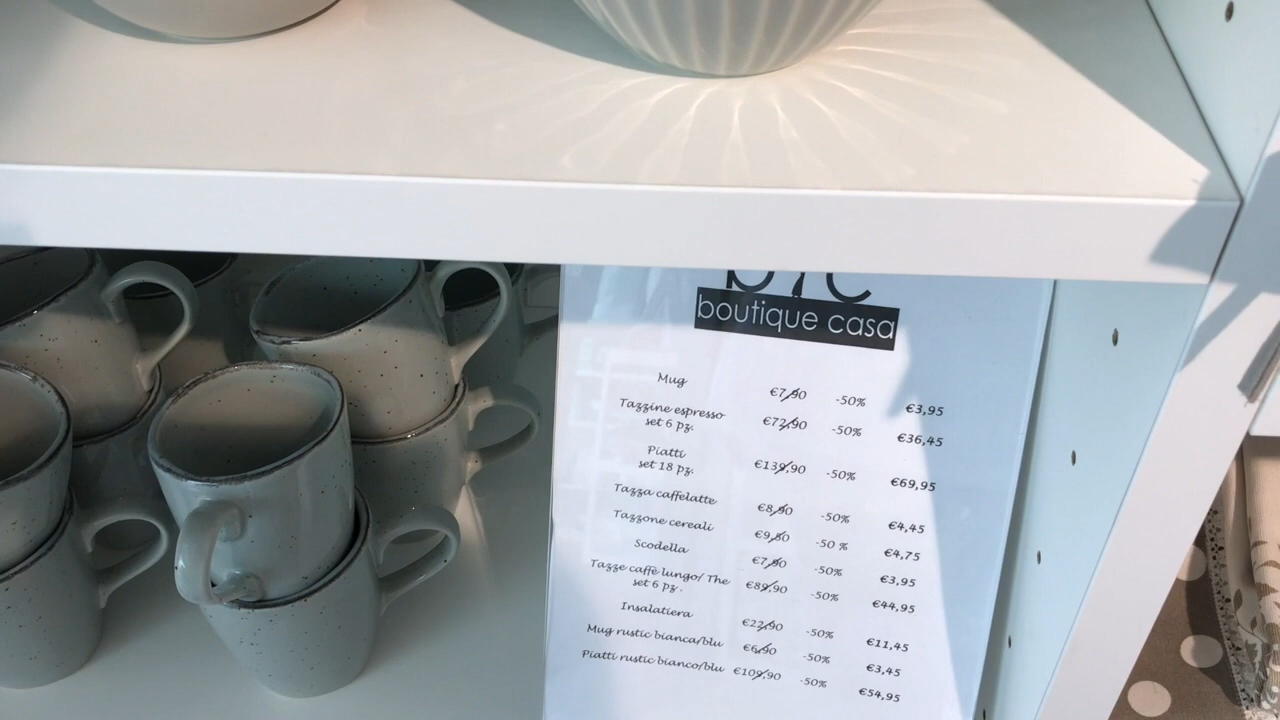 boutique casa
Mug €7,90 -50% €3,95
Tazzine espresso
set 6 pz. €72,90 -50% €36,45
Piatti
set 18 pz. €139,90 -50% €69,95
Tazza caffelatte €8,90 -50% €4,45
Tazzone cereali €9,50 -50 % €4,75
Scodella €7,90 -50% €3,95
Tazze caffè lungo/ The
set 6 pz. €89,90 -50% €44,95
Insalatiera €22,90 -50% €11,45
Mug rustic bianca/blu €6,90 -50% €3,45
Piatti rustic bianco/blu €109,90 -50% €54,95